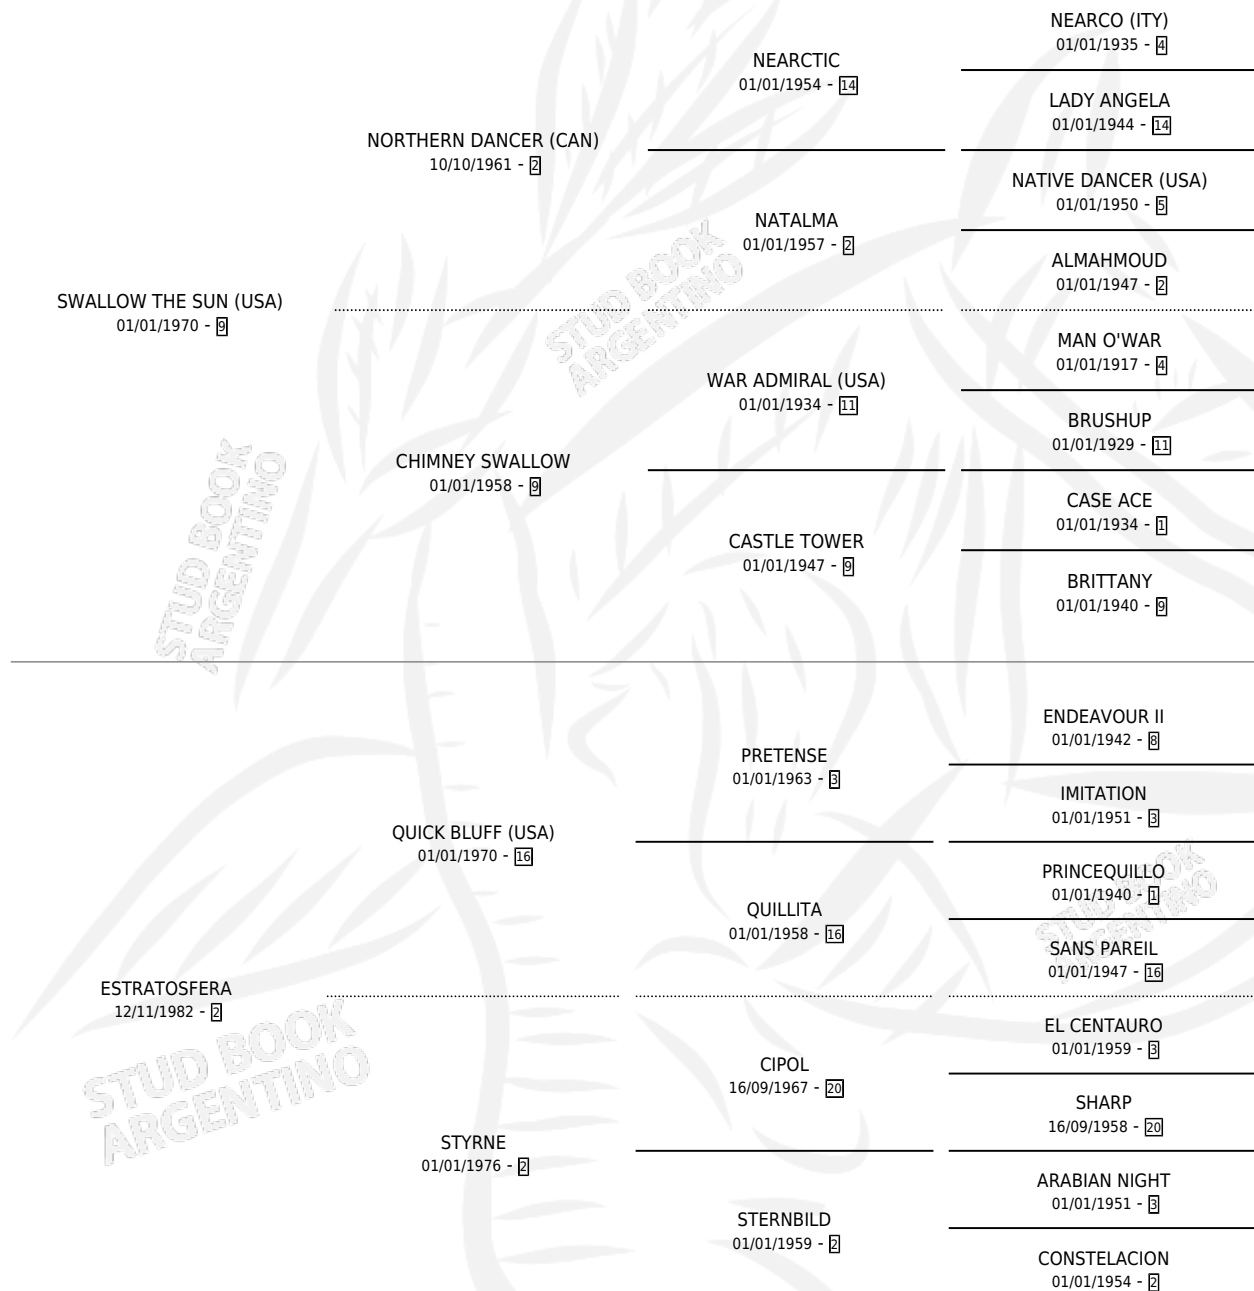 NEARCO (ITY)
01/01/1935 - 4
NEARCTIC
01/01/1954 - 14
LADY ANGELA
01/01/1944 - 14
NORTHERN DANCER (CAN)
10/10/1961 - 2
NATIVE DANCER (USA)
01/01/1950 - 5
NATALMA
01/01/1957 - 2
ALMAHMOUD
01/01/1947 - 2
SWALLOW THE SUN (USA)
01/01/1970 - 9
MAN O'WAR
01/01/1917 - 4
WAR ADMIRAL (USA)
01/01/1934 - 11
BRUSHUP
01/01/1929 - 11
CHIMNEY SWALLOW
01/01/1958 - 9
CASE ACE
01/01/1934 - 1
CASTLE TOWER
01/01/1947 - 9
BRITTANY
01/01/1940 - 9
ENDEAVOUR II
01/01/1942 - 8
PRETENSE
01/01/1963 - 3
IMITATION
01/01/1951 - 3
QUICK BLUFF (USA)
01/01/1970 - 16
PRINCEQUILLO
01/01/1940 - 1
QUILLITA
01/01/1958 - 16
SANS PAREIL
01/01/1947 - 16
ESTRATOSFERA
12/11/1982 - 2
EL CENTAURO
01/01/1959 - 3
CIPOL
16/09/1967 - 20
SHARP
16/09/1958 - 20
STYRNE
01/01/1976 - 2
ARABIAN NIGHT
01/01/1951 - 3
STERNBILD
01/01/1959 - 2
CONSTELACION
01/01/1954 - 2
STUD BOOK
ARGENTINO
STUD BOOK
ARGENTINO
STUD BOOK
ARGENTINO
STUD BOOK
ARGENTINO